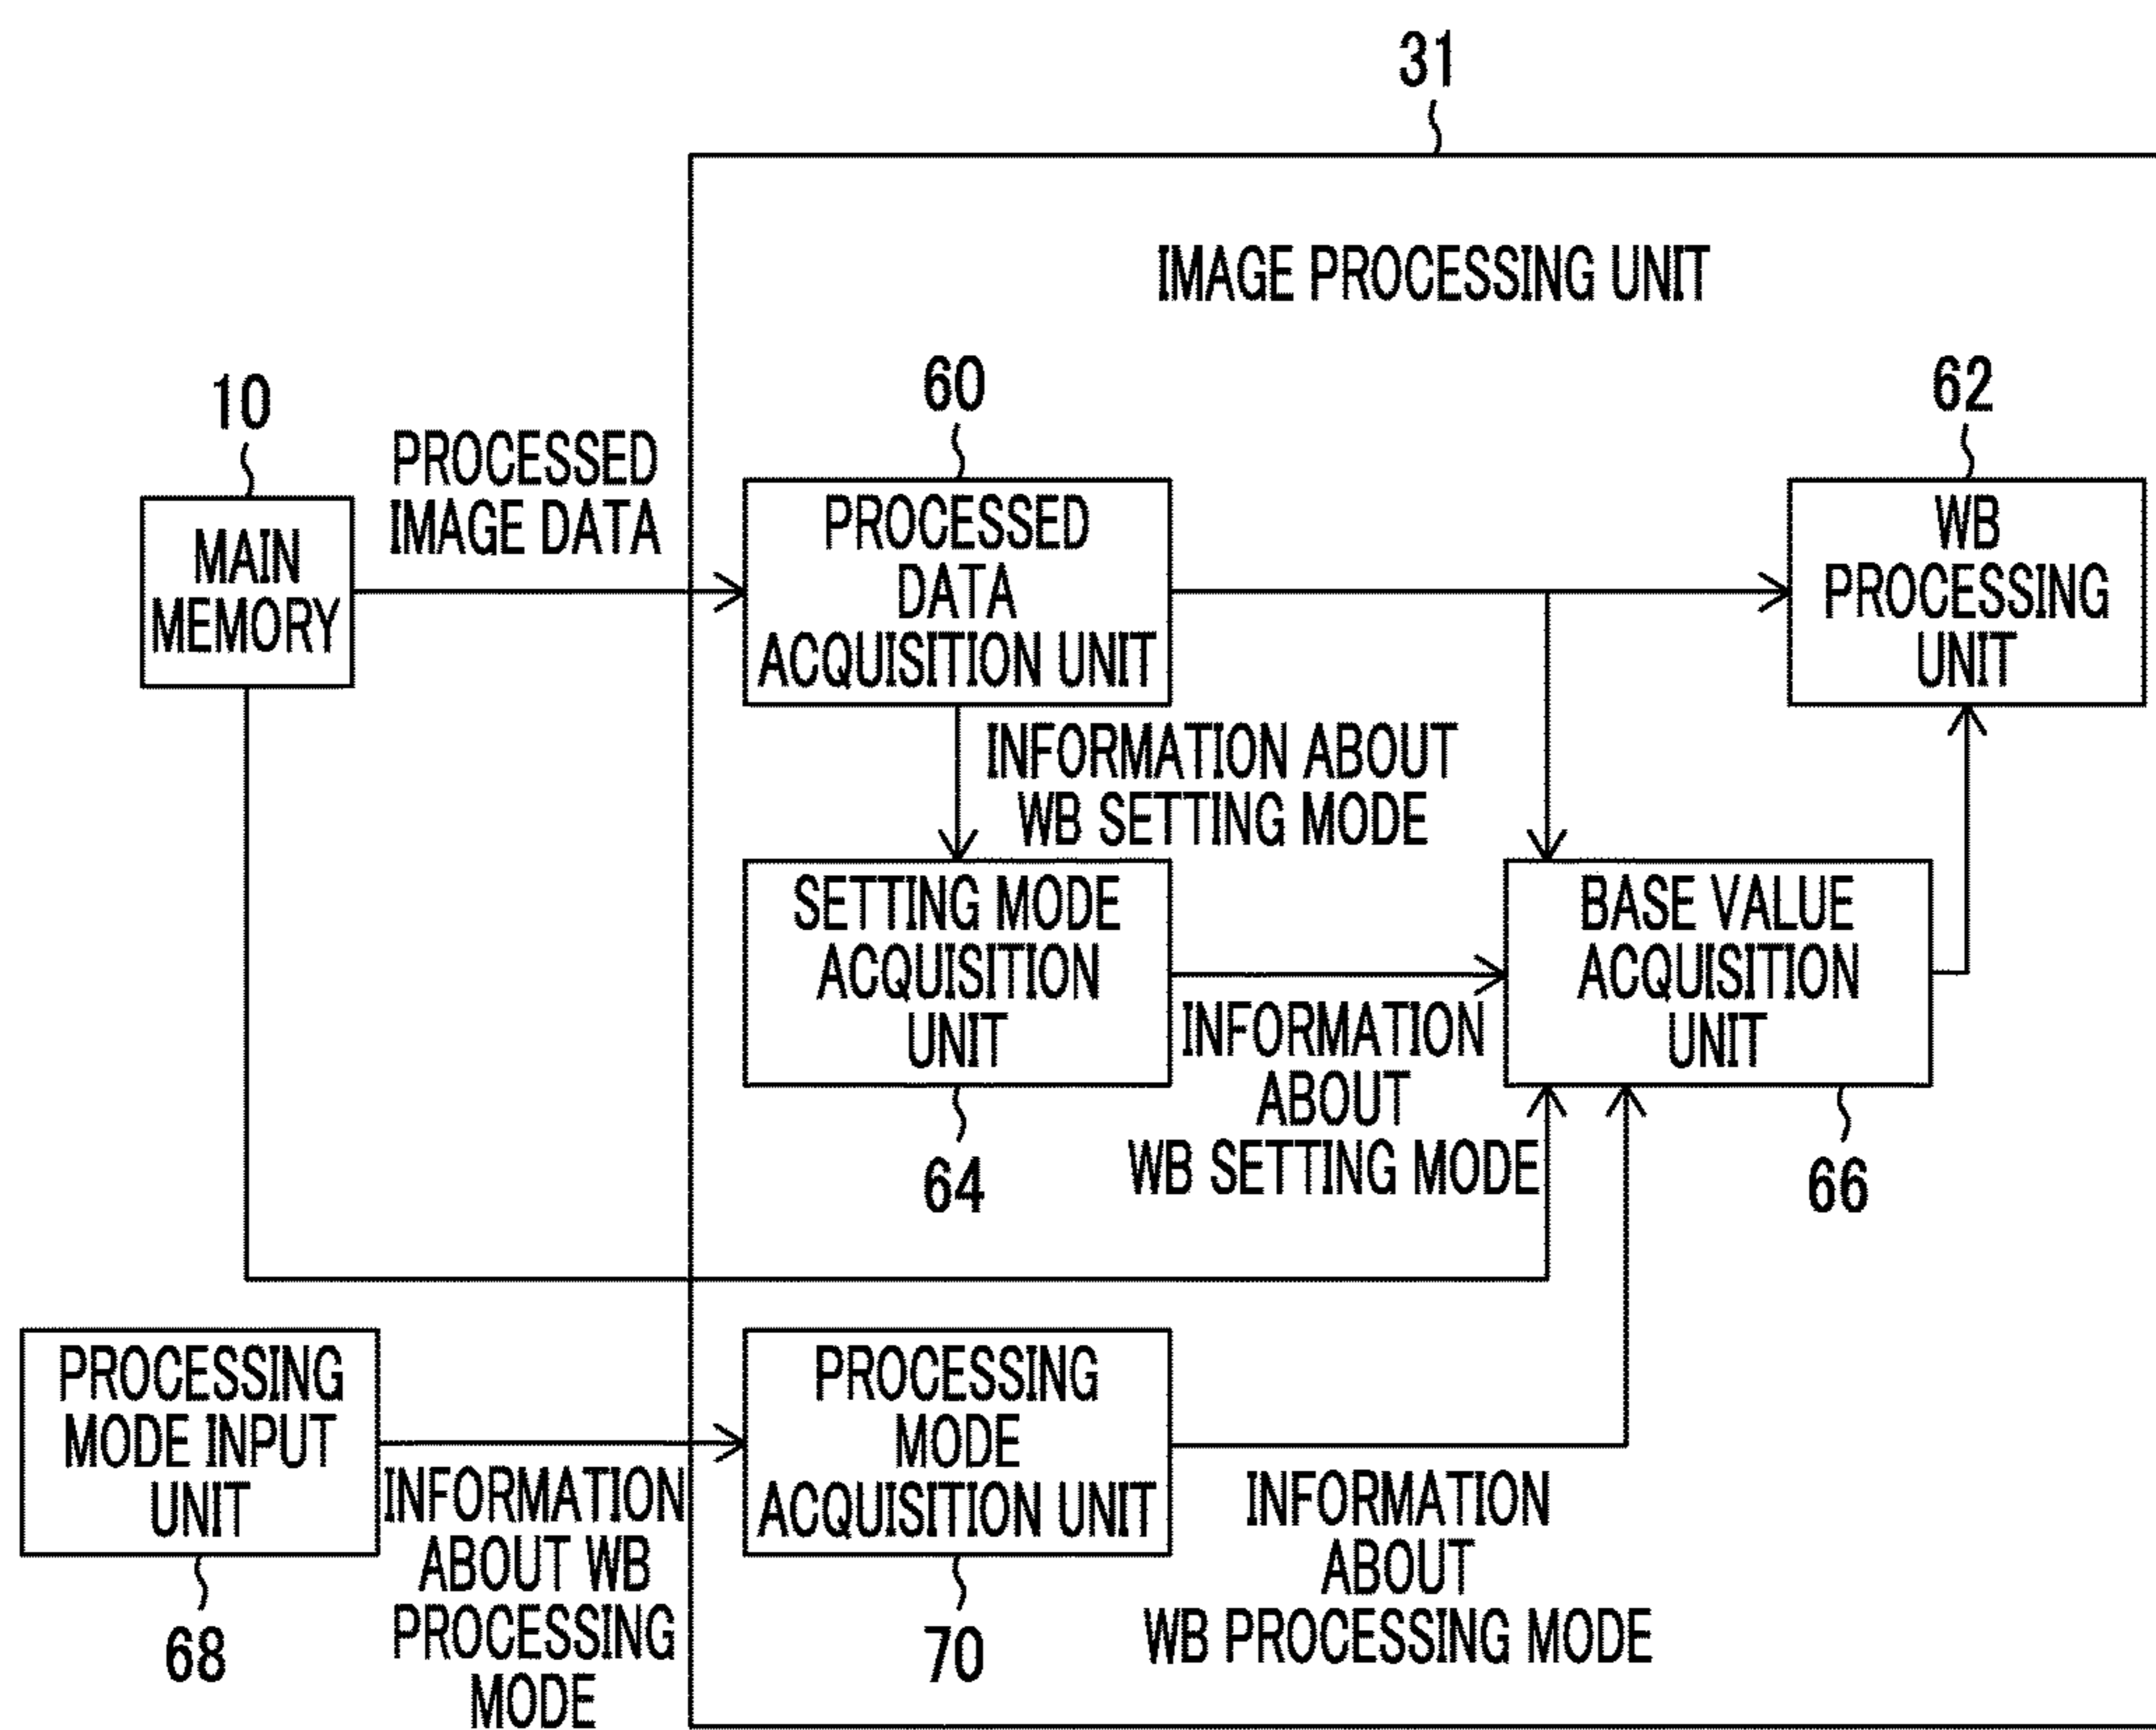 31
IMAGE PROCESSING UNIT
10
MAIN
MEMORY
PROCESSED
IMAGE DATA
60
PROCESSED
DATA
ACQUISITION UNIT
62
WB
PROCESSING
UNIT
INFORMATION ABOUT
WB SETTING MODE
SETTING MODE
ACQUISITION
UNIT
64
INFORMATION
ABOUT
WB SETTING MODE
BASE VALUE
ACQUISITION
UNIT
66
PROCESSING
MODE INPUT
UNIT
68
INFORMATION
ABOUT WB
PROCESSING
MODE
PROCESSING
MODE
ACQUISITION UNIT
70
INFORMATION
ABOUT
WB PROCESSING MODE